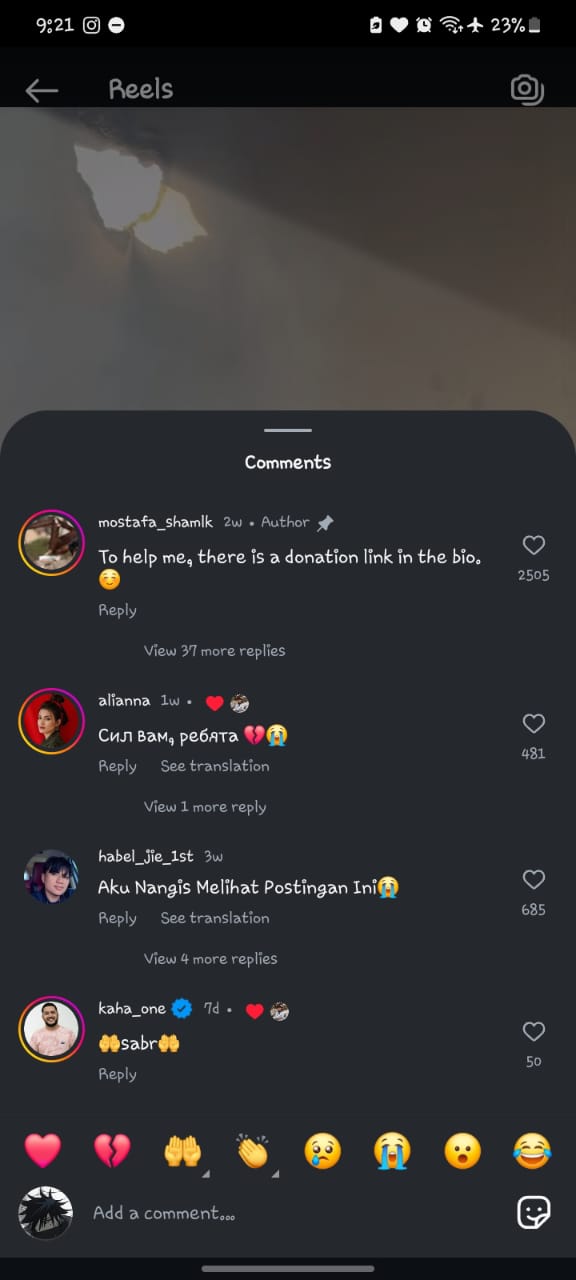 9:21 23%
Reels
Comments
mostafa_shamlk 2w • Author
To help me, there is a donation link in the bio.
☺️ 2505
Reply
View 37 more replies
alianna 1w •
Сил вам, ребята 💔😭 481
Reply See translation
View 1 more reply
habel_jie_1st 3w
Aku Nangis Melihat Postingan Ini😭 685
Reply See translation
View 4 more replies
kaha_one 7d •
🤲sabr🤲 50
Reply
Add a comment...